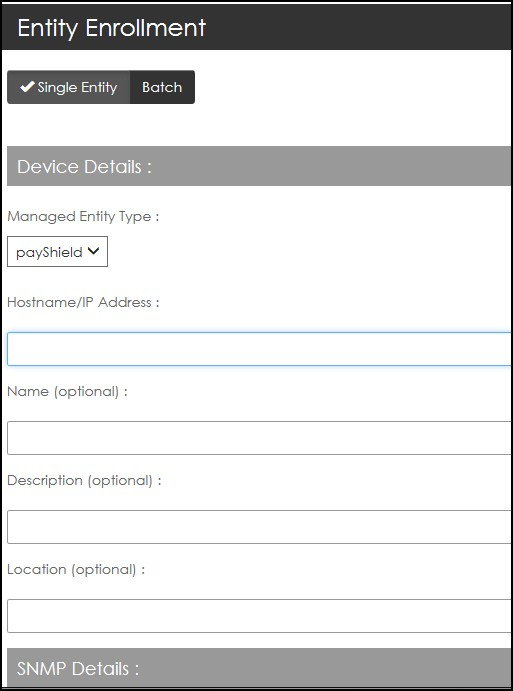 Entity Enrollment
Single Entity Batch
Device Details :
Managed Entity Type :
payShield
Hostname/IP Address :
Name (optional) :
Description (optional) :
Location (optional) :
SNMP Details :